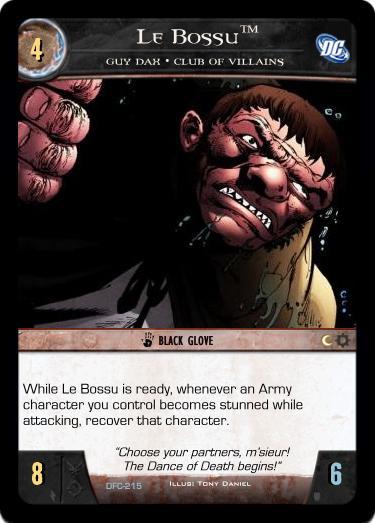 4
LE BOSSU™
DC
GUY DAX • CLUB OF VILLAINS
BLACK GLOVE
While Le Bossu is ready, whenever an Army
character you control becomes stunned while
attacking, recover that character.
"Choose your partners, m'sieur!
The Dance of Death begins!"
8
DFC-215
ILLUS: TONY DANIEL
6